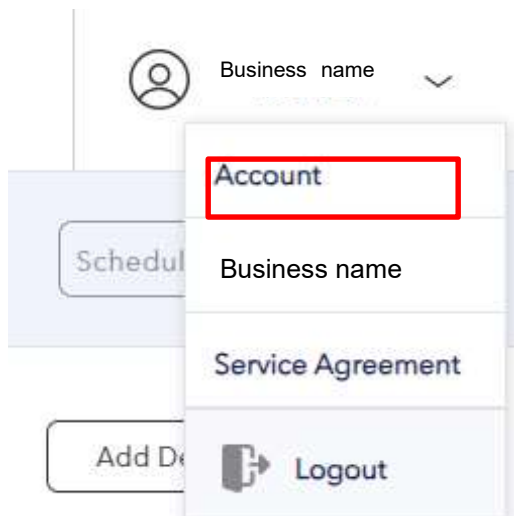 Business name
Account
Schedul
Business name
Service Agreement
Add De
Logout